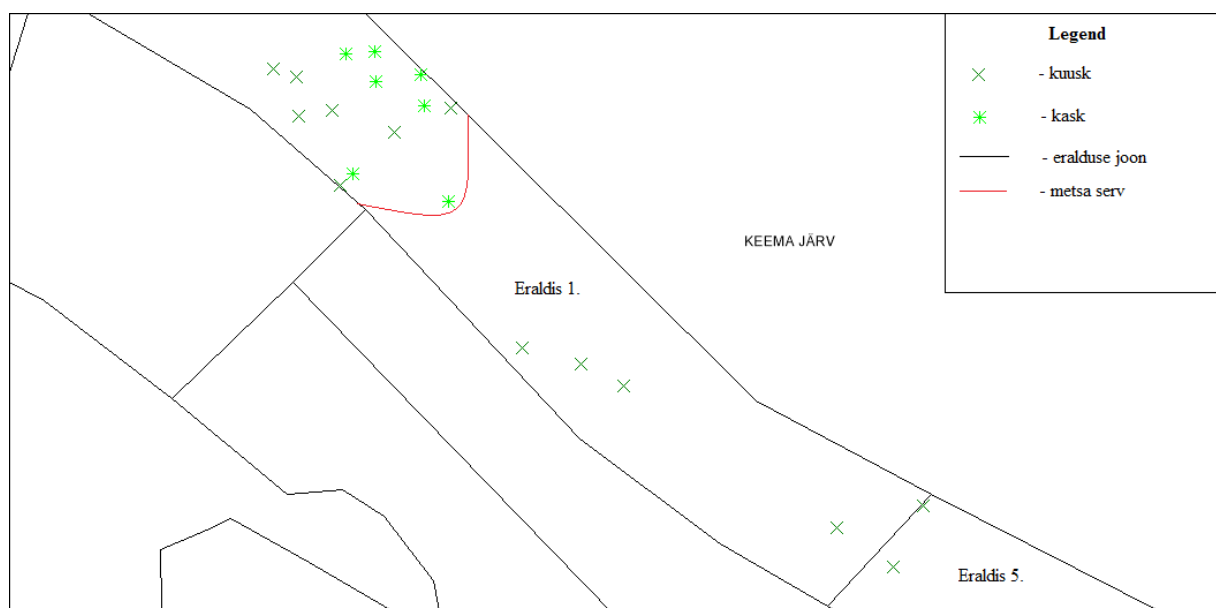 Legend
- kuusk
- kask
- eralduse joon
- metsa serv
KEEMA JÄRV
Eraldis 1.
Eraldis 5.